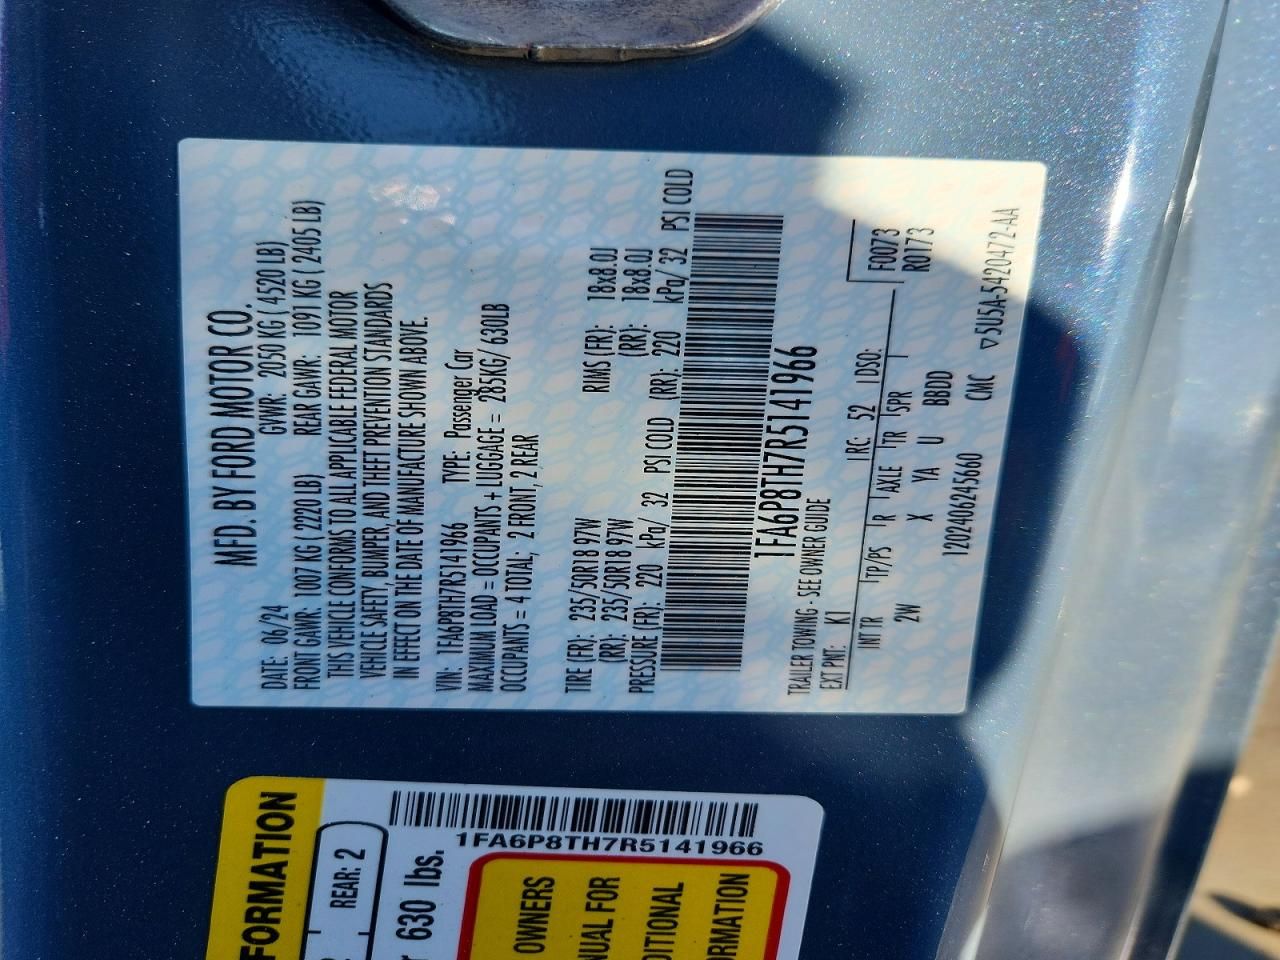 MFD. BY FORD MOTOR CO.
DATE: 06/24 GVWR: 2050 KG ( 4520 LB)
FRONT GAWR: 1007 KG (2220 LB) REAR GAWR: 1091 KG ( 2405 LB)
THIS VEHICLE CONFORMS TO ALL APPLICABLE FEDERAL MOTOR
VEHICLE SAFETY, BUMPER, AND THEFT PREVENTION STANDARDS
IN EFFECT ON THE DATE OF MANUFACTURE SHOWN ABOVE.
VIN: 1FA6P8TH7R5141966 TYPE: Passenger Car
MAXIMUM LOAD = OCCUPANTS + LUGGAGE = 285KG/ 630LB
OCCUPANTS = 4 TOTAL; 2 FRONT, 2 REAR
TIRE (FR): 235/50R18 97W RIMS (FR): 18x8.0J
(RR): 235/50R18 97W (RR): 18x8.0J
PRESSURE (FR): 220 kPa/ 32 PSI COLD (RR): 220 kPa/ 32 PSI COLD
1FA6P8TH7R5141966
TRAILER TOWING - SEE OWNER GUIDE
EXT PNT: K1 RC: 52 DSO: F0073
R0173
INT TR TP/PS R AXLE TR SPR
2W X YA U BBDD
120240624560 CMC ▽5U5A-5420472-AA
FORMATION
REAR: 2
630 lbs.
1FA6P8TH7R5141966
OWNERS
NUAL FOR
DITIONAL
RMATION